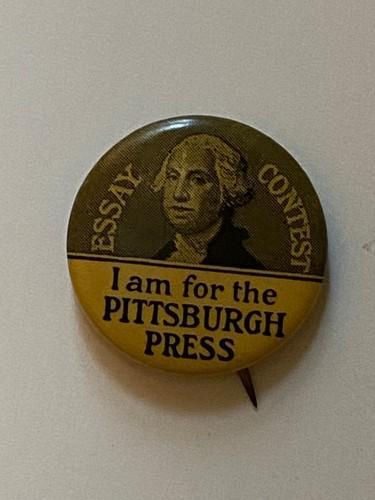 ESSAY CONTEST
I am for the
PITTSBURGH
PRESS